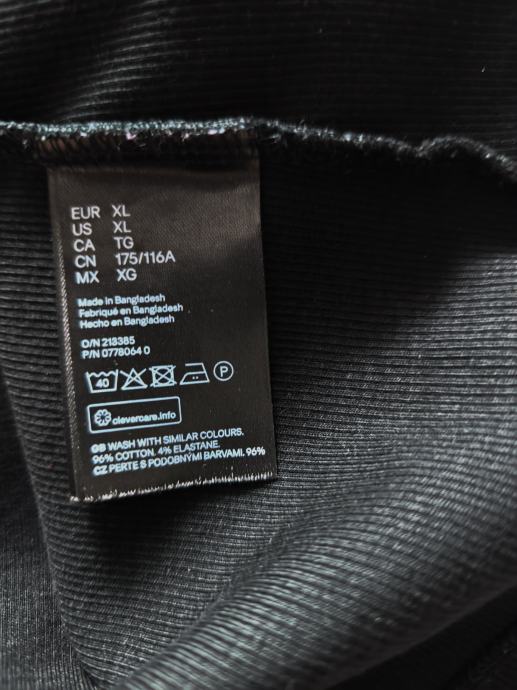 EUR XL
US XL
CA TG
CN 175/116A
MX XG
Made in Bangladesh
Fabriqué en Bangladesh
Hecho en Bangladesh
O/N 213385
P/N 0778064 0
40 P
clevercare.info
GB WASH WITH SIMILAR COLOURS.
96% COTTON. 4% ELASTANE.
CZ PERTE S PODOBNÝMI BARVAMI. 96%